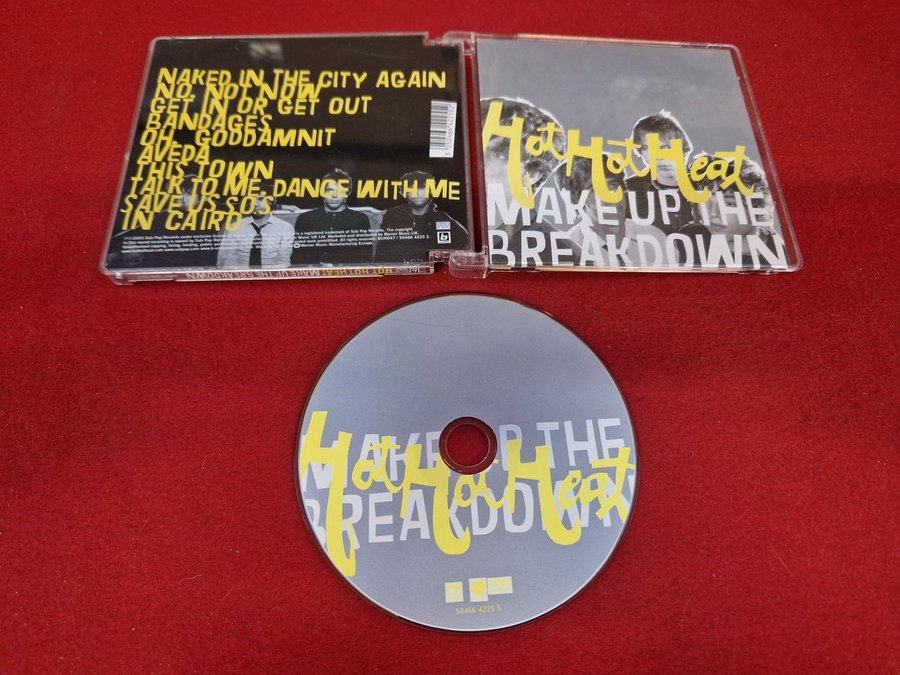 NAKED IN THE CITY AGAIN
NO, NOT NOW
GET IN OR GET OUT
BANDAGES
OH, GODDAMNIT
AVEDA
THIS TOWN
TALK TO ME, DANCE WITH ME
SAVE US S.O.S
IN CAIRO
HOT HOT HEAT MAKE UP THE BREAKDOWN
Hot Hot Heat
MAKE UP THE
BREAKDOWN
MAKE UP THE
Hot Hot Heat
BREAKDOWN
50466 4225 5